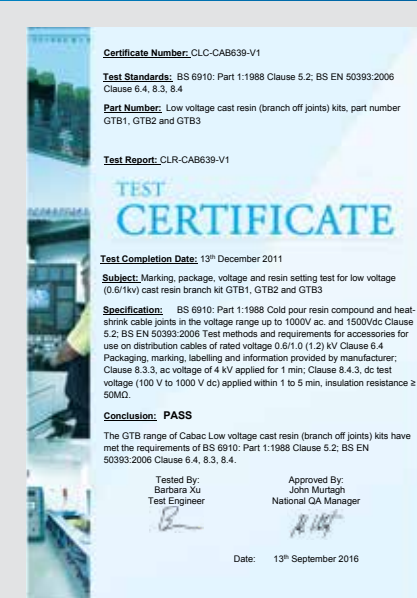 Certificate Number: CLC-CAB639-V1
Test Standards: BS 6910: Part 1:1988 Clause 5.2; BS EN 50393:2006
Clause 6.4, 8.3, 8.4
Part Number: Low voltage cast resin (branch off joints) kits, part number
GTB1, GTB2 and GTB3
Test Report: CLR-CAB639-V1
TEST
CERTIFICATE
Test Completion Date: 13th December 2011
Subject: Marking, package, voltage and resin setting test for low voltage
(0.6/1kv) cast resin branch kit GTB1, GTB2 and GTB3
Specification: BS 6910: Part 1:1988 Cold pour resin compound and heat-
shrink cable joints in the voltage range up to 1000V ac. and 1500Vdc Clause
5.2; BS EN 50393:2006 Test methods and requirements for accessories for
use on distribution cables of rated voltage 0.6/1.0 (1.2) kV Clause 6.4
Packaging, marking, labelling and information provided by manufacturer;
Clause 8.3.3, ac voltage of 4 kV applied for 1 min; Clause 8.4.3, dc test
voltage (100 V to 1000 V dc) applied within 1 to 5 min, insulation resistance ≥
50MΩ.
Conclusion: PASS
The GTB range of Cabac Low voltage cast resin (branch off joints) kits have
met the requirements of BS 6910: Part 1:1988 Clause 5.2; BS EN
50393:2006 Clause 6.4, 8.3, 8.4.
Tested By: Approved By:
Barbara Xu John Murtagh
Test Engineer National QA Manager
Date: 13th September 2016